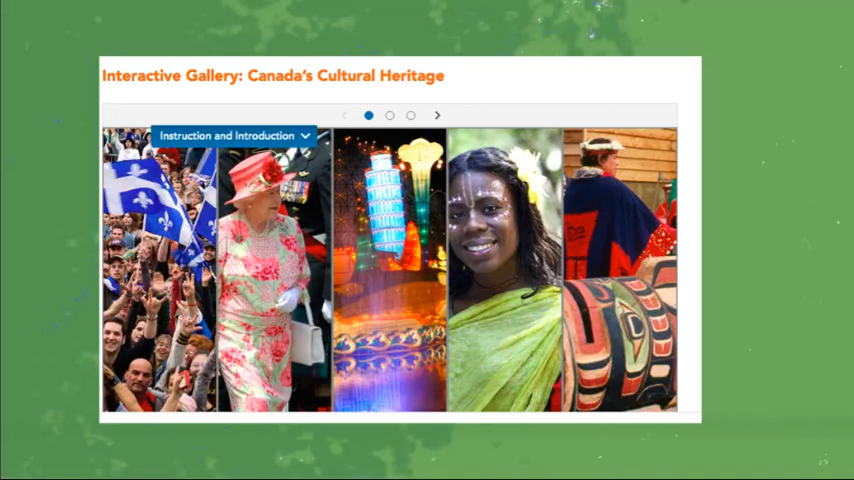 Interactive Gallery: Canada's Cultural Heritage
Instruction and Introduction